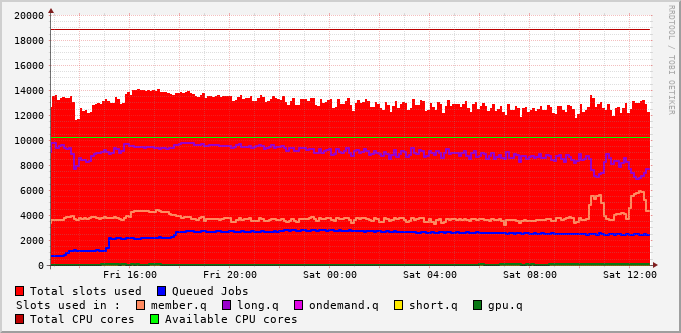 20000
18000
16000
14000
12000
10000
8000
6000
4000
2000
0
Fri 16:00 Fri 20:00 Sat 00:00 Sat 04:00 Sat 08:00 Sat 12:00
RRDTOOL / TOBI OETIKER
Total slots used Queued Jobs
Slots used in : member.q long.q ondemand.q short.q gpu.q
Total CPU cores Available CPU cores